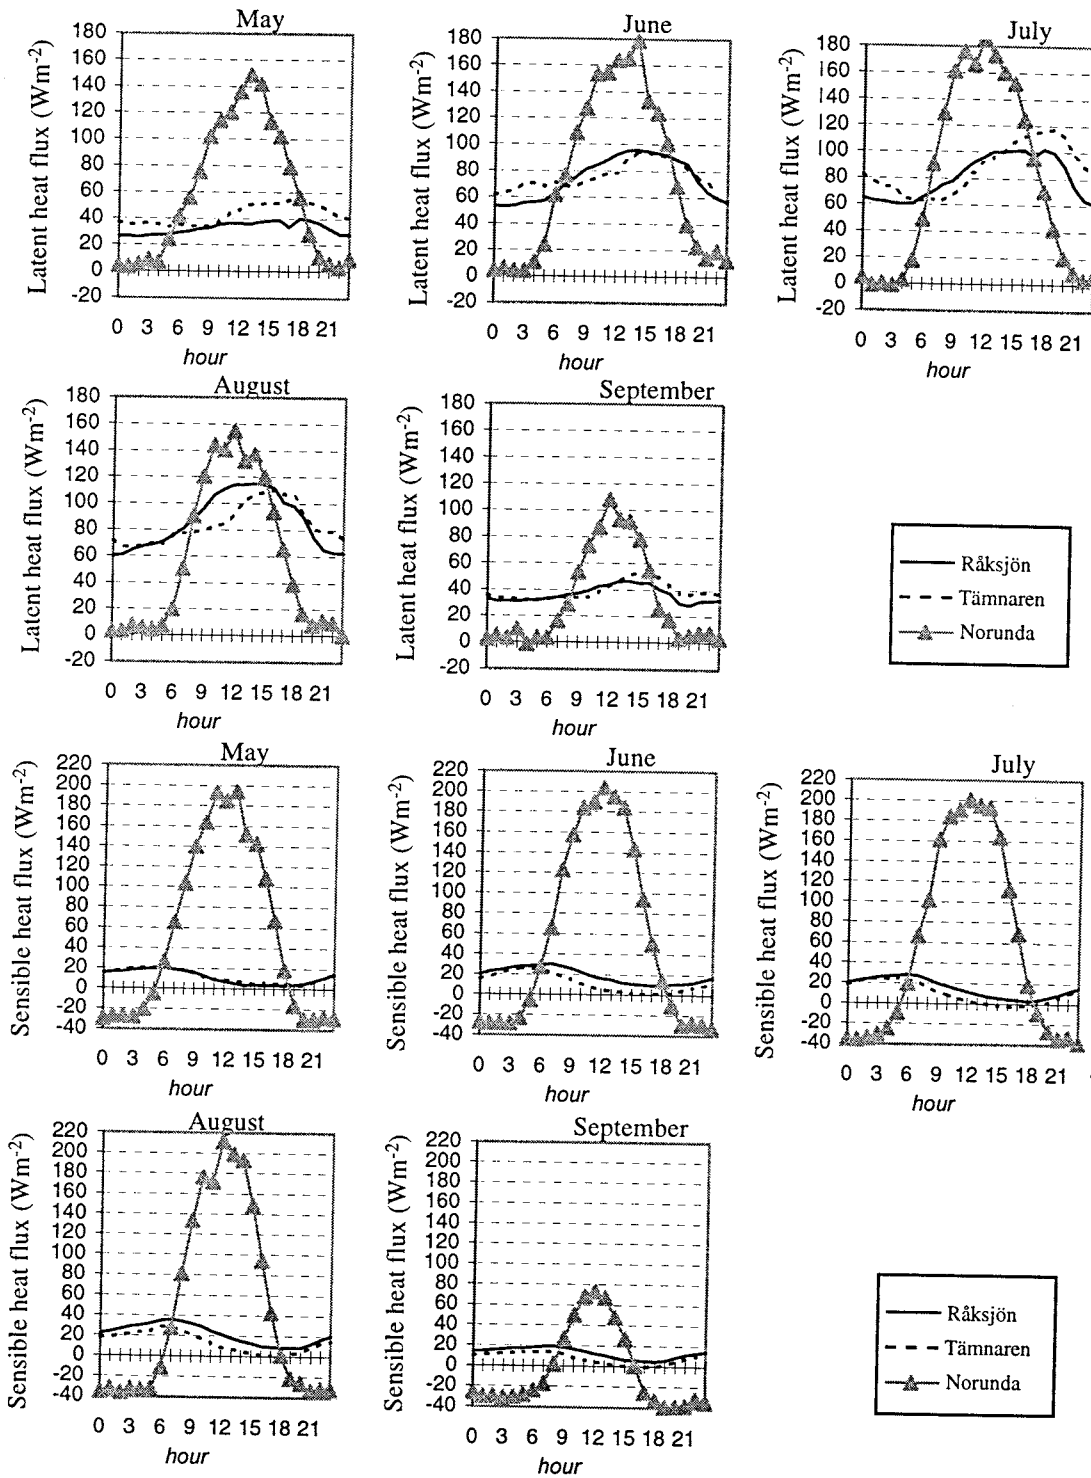 May
Latent heat flux (Wm-2)
180
160
140
120
100
80
60
40
20
0
-20
0 3 6 9 12 15 18 21
hour
June
Latent heat flux (Wm-2)
180
160
140
120
100
80
60
40
20
0
-20
0 3 6 9 12 15 18 21
hour
July
Latent heat flux (Wm-2)
180
160
140
120
100
80
60
40
20
0
-20
0 3 6 9 12 15 18 21
hour
August
Latent heat flux (Wm-2)
180
160
140
120
100
80
60
40
20
0
-20
0 3 6 9 12 15 18 21
hour
September
Latent heat flux (Wm-2)
180
160
140
120
100
80
60
40
20
0
-20
0 3 6 9 12 15 18 21
hour
Råksjön
Tämnaren
Norunda
May
Sensible heat flux (Wm-2)
220
200
180
160
140
120
100
80
60
40
20
0
-20
-40
0 3 6 9 12 15 18 21
hour
June
Sensible heat flux (Wm-2)
220
200
180
160
140
120
100
80
60
40
20
0
-20
-40
0 3 6 9 12 15 18 21
hour
July
Sensible heat flux (Wm-2)
220
200
180
160
140
120
100
80
60
40
20
0
-20
-40
0 3 6 9 12 15 18 21
hour
August
Sensible heat flux (Wm-2)
220
200
180
160
140
120
100
80
60
40
20
0
-20
-40
0 3 6 9 12 15 18 21
hour
September
Sensible heat flux (Wm-2)
220
200
180
160
140
120
100
80
60
40
20
0
-20
-40
0 3 6 9 12 15 18 21
hour
Råksjön
Tämnaren
Norunda